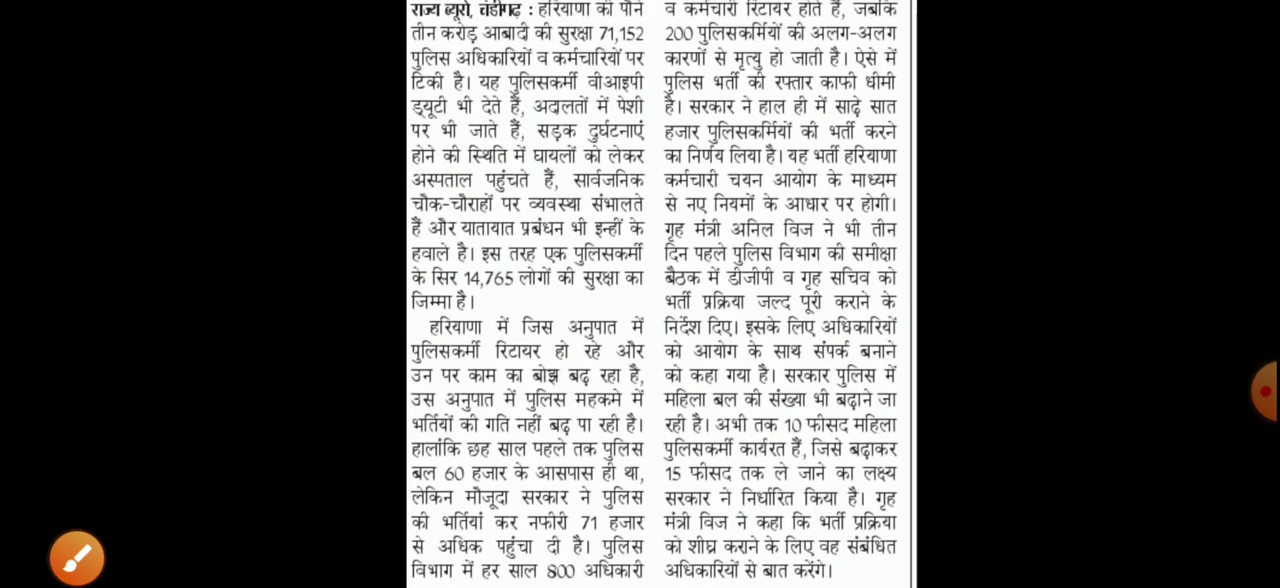 राज्य ब्यूरो, चंडीगढ़ : हरियाणा की पौने
तीन करोड़ आबादी की सुरक्षा 71,152
पुलिस अधिकारियों व कर्मचारियों पर
टिकी है। यह पुलिसकर्मी वीआइपी
ड्यूटी भी देते हैं, अदालतों में पेशी
पर भी जाते हैं, सड़क दुर्घटनाएं
होने की स्थिति में घायलों को लेकर
अस्पताल पहुंचते हैं, सार्वजनिक
चौक-चौराहों पर व्यवस्था संभालते
हैं और यातायात प्रबंधन भी इन्हीं के
हवाले है। इस तरह एक पुलिसकर्मी
के सिर 14,765 लोगों की सुरक्षा का
जिम्मा है।
हरियाणा में जिस अनुपात में
पुलिसकर्मी रिटायर हो रहे और
उन पर काम का बोझ बढ़ रहा है,
उस अनुपात में पुलिस महकमे में
भर्तियों की गति नहीं बढ़ पा रही है।
हालांकि छह साल पहले तक पुलिस
बल 60 हजार के आसपास ही था,
लेकिन मौजूदा सरकार ने पुलिस
की भर्तियां कर नफीरी 71 हजार
से अधिक पहुंचा दी है। पुलिस
विभाग में हर साल 800 अधिकारी
व कर्मचारी रिटायर होते हैं, जबकि
200 पुलिसकर्मियों की अलग-अलग
कारणों से मृत्यु हो जाती है। ऐसे में
पुलिस भर्ती की रफ्तार काफी धीमी
है। सरकार ने हाल ही में साढ़े सात
हजार पुलिसकर्मियों की भर्ती करने
का निर्णय लिया है। यह भर्ती हरियाणा
कर्मचारी चयन आयोग के माध्यम
से नए नियमों के आधार पर होगी।
गृह मंत्री अनिल विज ने भी तीन
दिन पहले पुलिस विभाग की समीक्षा
बैठक में डीजीपी व गृह सचिव को
भर्ती प्रक्रिया जल्द पूरी कराने के
निर्देश दिए। इसके लिए अधिकारियों
को आयोग के साथ संपर्क बनाने
को कहा गया है। सरकार पुलिस में
महिला बल की संख्या भी बढ़ाने जा
रही है। अभी तक 10 फीसद महिला
पुलिसकर्मी कार्यरत हैं, जिसे बढ़ाकर
15 फीसद तक ले जाने का लक्ष्य
सरकार ने निर्धारित किया है। गृह
मंत्री विज ने कहा कि भर्ती प्रक्रिया
को शीघ्र कराने के लिए वह संबंधित
अधिकारियों से बात करेंगे।